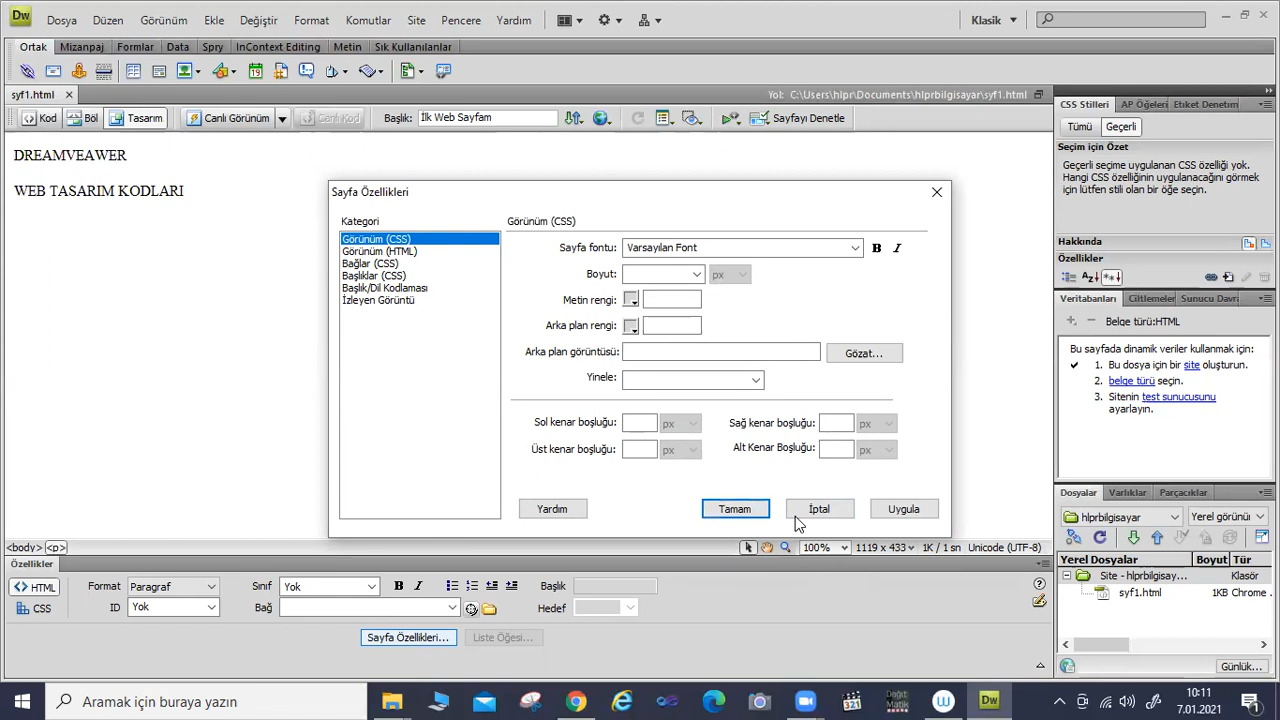 Dw Dosya Düzen Görünüm Ekle Değiştir Format Komutlar Site Pencere Yardım Klasik
Ortak Mizanpaj Formlar Data Spry InContext Editing Metin Sık Kullanılanlar
syf1.html Yol: C:\Users\hlpr\Documents\hlprbilgisayar\syf1.html
Kod Böl Tasarım Canlı Görünüm Canlı Kod Başlık: İlk Web Sayfam Sayfayı Denetle
DREAMVEAWER
WEB TASARIM KODLARI
Sayfa Özellikleri
Kategori
Görünüm (CSS)
Görünüm (HTML)
Bağlar (CSS)
Başlıklar (CSS)
Başlık/Dil Kodlaması
İzleyen Görüntü
Görünüm (CSS)
Sayfa fontu: Varsayılan Font B I
Boyut: px
Metin rengi:
Arka plan rengi:
Arka plan görüntüsü: Gözat...
Yinele:
Sol kenar boşluğu: px Sağ kenar boşluğu: px
Üst kenar boşluğu: px Alt Kenar Boşluğu: px
Yardım Tamam İptal Uygula
CSS Stilleri AP Öğeleri Etiket Denetim
Tümü Geçerli
Seçim için Özet
Geçerli seçime uygulanan CSS özelliği yok.
Hangi CSS özelliğinin uygulanacağını görmek
için lütfen stili olan bir öğe seçin.
Hakkında
Özellikler
Veritabanları Ciltlemeler Sunucu Davra
Belge türü:HTML
Bu sayfada dinamik veriler kullanmak için:
1. Bu dosya için bir site oluşturun.
2. belge türü seçin.
3. Sitenin test sunucusunu
ayarlayın.
Dosyalar Varlıklar Parçacıklar
hlprbilgisayar Yerel görünü
Yerel Dosyalar Boyut Tür
Site - hlprbilgisay... Klasör
syf1.html 1KB Chrome .
Günlük...
<body> <p> 100% 1119 x 433 1K / 1 sn Unicode (UTF-8)
Özellikler
<> HTML Format Paragraf Sınıf Yok B I Başlık
CSS ID Yok Bağ Hedef
Sayfa Özellikleri... Liste Öğesi...
Aramak için buraya yazın
10:11
7.01.2021